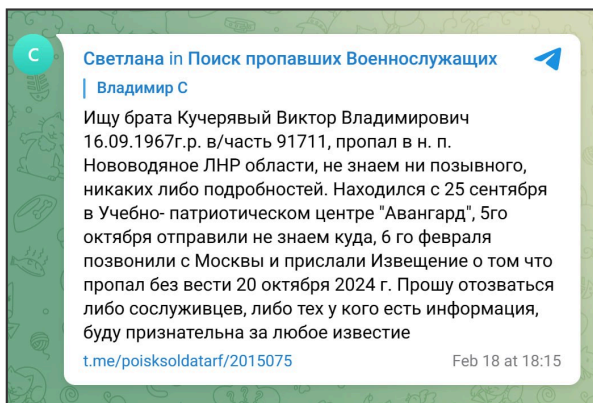 С
Светлана in Поиск пропавших Военнослужащих
Владимир С
Ищу брата Кучерявый Виктор Владимирович
16.09.1967г.р. в/часть 91711, пропал в н. п.
Нововодяное ЛНР области, не знаем ни позывного,
никаких либо подробностей. Находился с 25 сентября
в Учебно- патриотическом центре "Авангард", 5го
октября отправили не знаем куда, 6 го февраля
позвонили с Москвы и прислали Извещение о том что
пропал без вести 20 октября 2024 г. Прошу отозваться
либо сослуживцев, либо тех у кого есть информация,
буду признательна за любое известие
t.me/poisksoldatarf/2015075 Feb 18 at 18:15